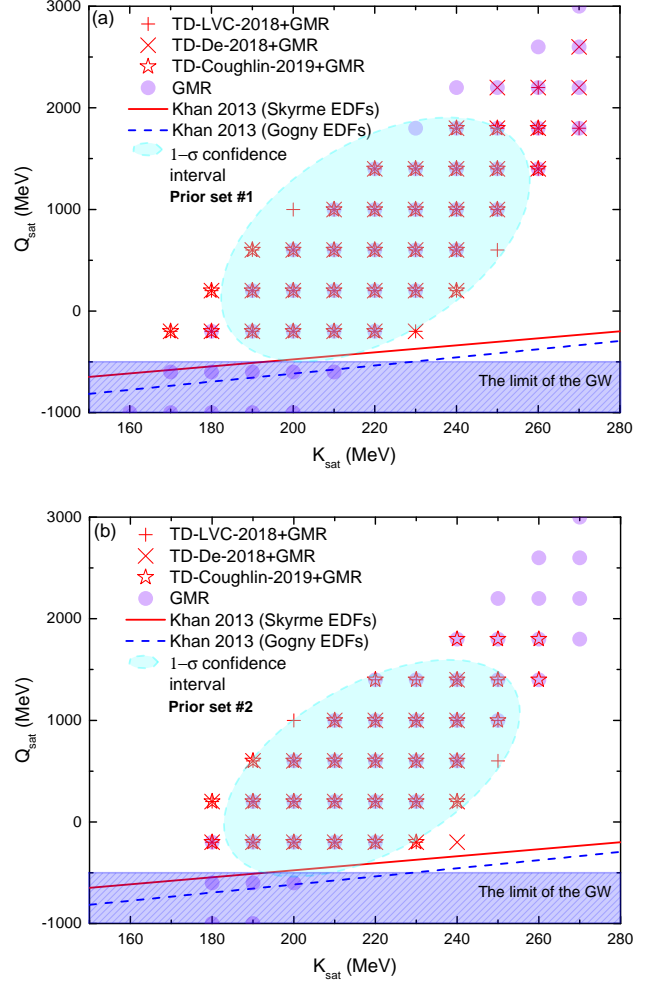 (a)
TD-LVC-2018+GMR
TD-De-2018+GMR
TD-Coughlin-2019+GMR
GMR
Khan 2013 (Skyrme EDFs)
Khan 2013 (Gogny EDFs)
1−σ confidence
interval
Prior set #1
The limit of the GW
3000
2000
1000
0
-1000
Q_sat (MeV)
160 180 200 220 240 260 280
K_sat (MeV)
(b)
TD-LVC-2018+GMR
TD-De-2018+GMR
TD-Coughlin-2019+GMR
GMR
Khan 2013 (Skyrme EDFs)
Khan 2013 (Gogny EDFs)
1−σ confidence
interval
Prior set #2
The limit of the GW
3000
2000
1000
0
-1000
Q_sat (MeV)
160 180 200 220 240 260 280
K_sat (MeV)